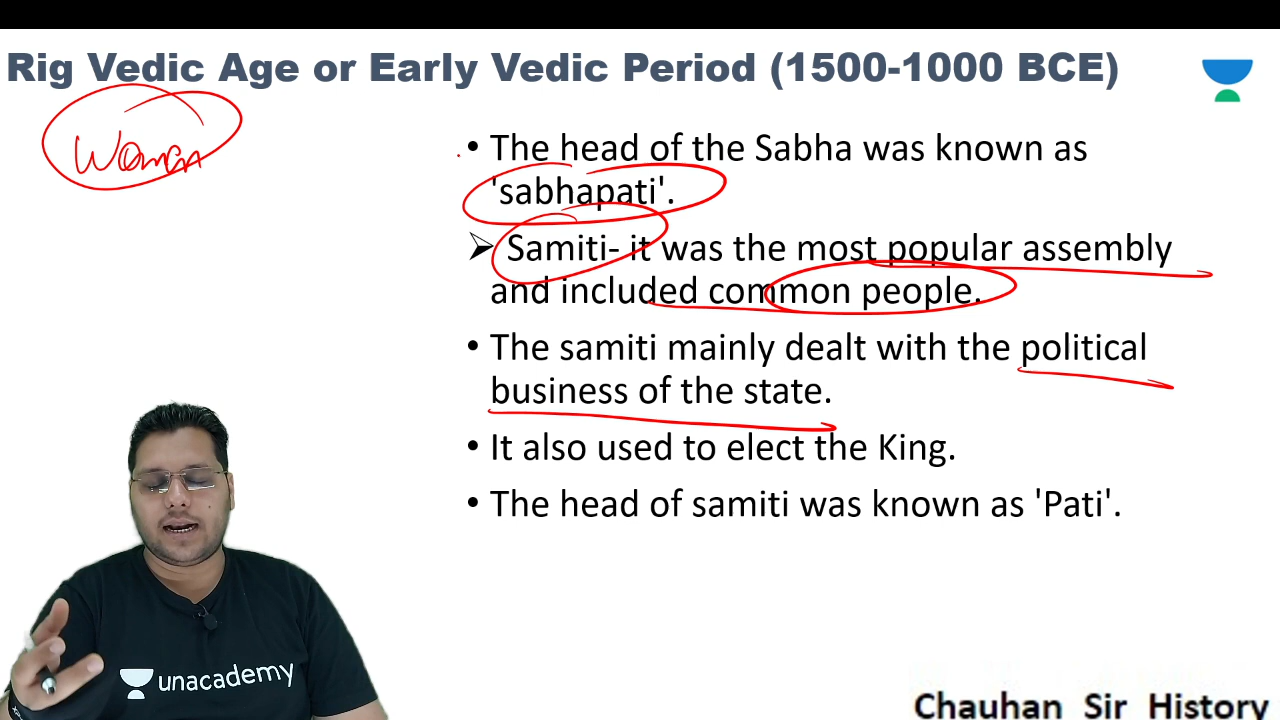 Rig Vedic Age or Early Vedic Period (1500-1000 BCE)
Women
• The head of the Sabha was known as
'sabhapati'.
➢ Samiti- it was the most popular assembly
and included common people.
• The samiti mainly dealt with the political
business of the state.
• It also used to elect the King.
• The head of samiti was known as 'Pati'.
unacademy
Chauhan Sir History